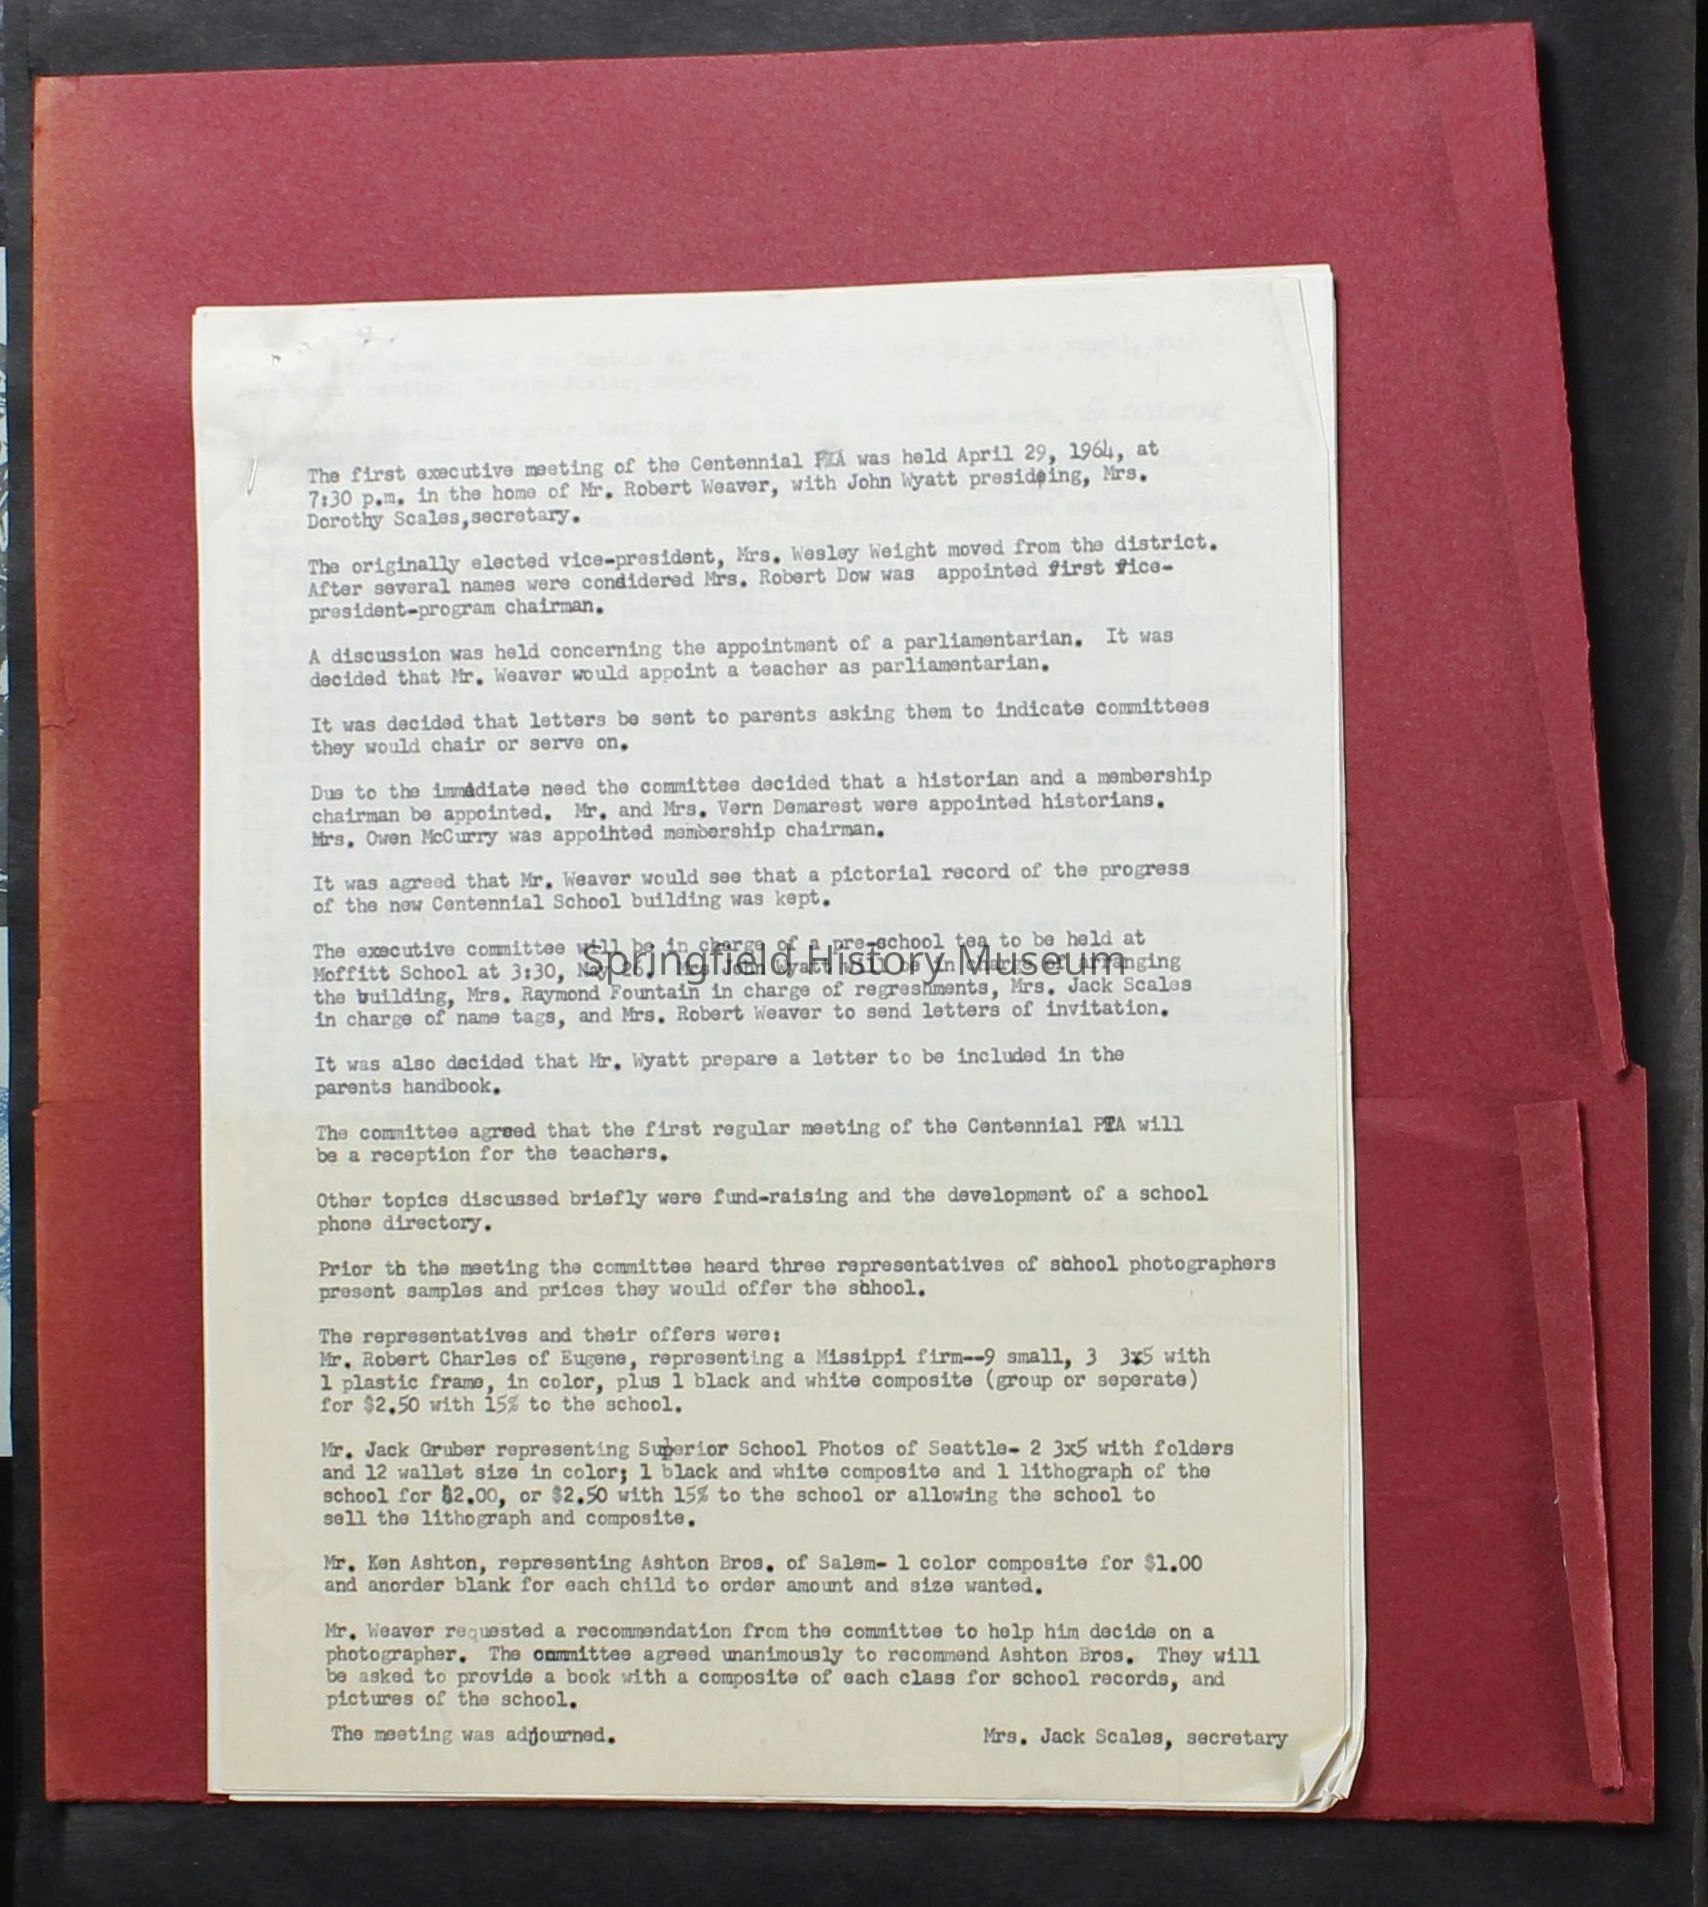 The first executive meeting of the Centennial PTA was held April 29, 1964, at
7:30 p.m. in the home of Mr. Robert Weaver, with John Wyatt presideing, Mrs.
Dorothy Scales,secretary.
The originally elected vice-president, Mrs. Wesley Weight moved from the district.
After several names were condidered Mrs. Robert Dow was appointed first fice-
president-program chairman.
A discussion was held concerning the appointment of a parliamentarian. It was
decided that Mr. Weaver would appoint a teacher as parliamentarian.
It was decided that letters be sent to parents asking them to indicate committees
they would chair or serve on.
Due to the immediate need the committee decided that a historian and a membership
chairman be appointed. Mr. and Mrs. Vern Demarest were appointed historians.
Mrs. Owen McCurry was appointed membership chairman.
It was agreed that Mr. Weaver would see that a pictorial record of the progress
of the new Centennial School building was kept.
The executive committee will be in charge of a pre-school tea to be held at
Moffitt School at 3:30, May 26. Mrs John Wyatt will be in charge of arranging
the building, Mrs. Raymond Fountain in charge of regreshments, Mrs. Jack Scales
in charge of name tags, and Mrs. Robert Weaver to send letters of invitation.
Springfield History Museum
It was also decided that Mr. Wyatt prepare a letter to be included in the
parents handbook.
The committee agreed that the first regular meeting of the Centennial PTA will
be a reception for the teachers.
Other topics discussed briefly were fund-raising and the development of a school
phone directory.
Prior to the meeting the committee heard three representatives of school photographers
present samples and prices they would offer the school.
The representatives and their offers were:
Mr. Robert Charles of Eugene, representing a Missippi firm--9 small, 3 3x5 with
1 plastic frame, in color, plus 1 black and white composite (group or seperate)
for $2.50 with 15% to the school.
Mr. Jack Gruber representing Superior School Photos of Seattle- 2 3x5 with folders
and 12 wallet size in color; 1 black and white composite and 1 lithograph of the
school for $2.00, or $2.50 with 15% to the school or allowing the school to
sell the lithograph and composite.
Mr. Ken Ashton, representing Ashton Bros. of Salem- 1 color composite for $1.00
and anorder blank for each child to order amount and size wanted.
Mr. Weaver requested a recommendation from the committee to help him decide on a
photographer. The committee agreed unanimously to recommend Ashton Bros. They will
be asked to provide a book with a composite of each class for school records, and
pictures of the school.
The meeting was adjourned. Mrs. Jack Scales, secretary